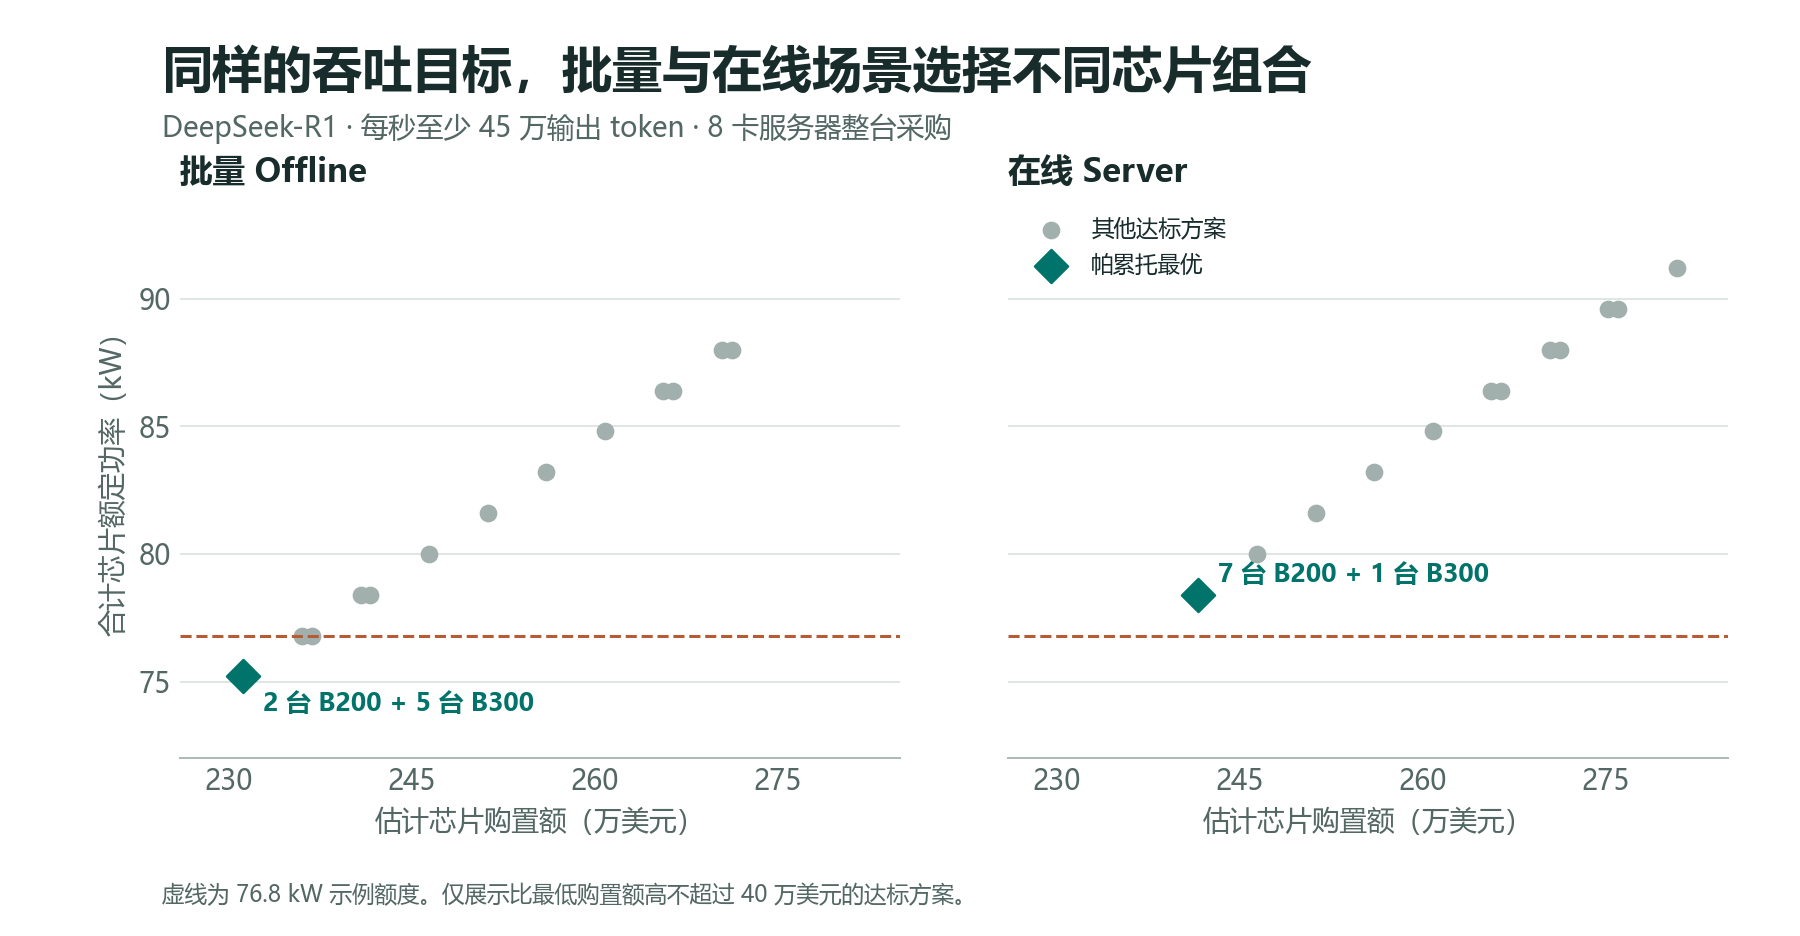 同样的吞吐目标，批量与在线场景选择不同芯片组合
DeepSeek-R1 · 每秒至少 45 万输出 token · 8 卡服务器整台采购
批量 Offline
合计芯片额定功率（kW）
90
85
80
75
2 台 B200 + 5 台 B300
230
245
260
275
估计芯片购置额（万美元）
在线 Server
其他达标方案
帕累托最优
7 台 B200 + 1 台 B300
230
245
260
275
估计芯片购置额（万美元）
虚线为 76.8 kW 示例额度。仅展示比最低购置额高不超过 40 万美元的达标方案。